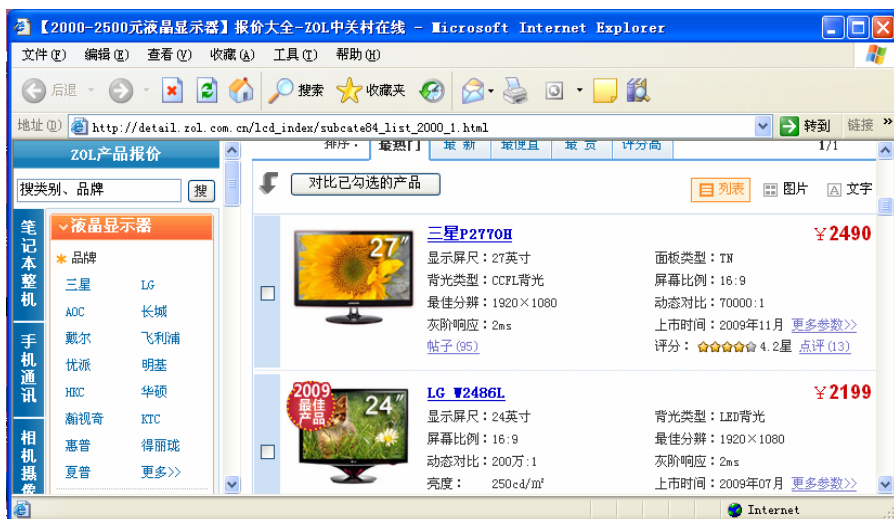 【2000-2500元液晶显示器】报价大全-ZOL中关村在线 - Microsoft Internet Explorer
文件(F) 编辑(E) 查看(V) 收藏(A) 工具(T) 帮助(H)
后退 搜索 收藏夹
地址(D) http://detail.zol.com.cn/lcd_index/subcate84_list_2000_1.html 转到 链接 »
ZOL产品报价
搜类别、品牌 搜
笔记本整机
手机通讯
相机摄像
液晶显示器
品牌
三星 LG
AOC 长城
戴尔 飞利浦
优派 明基
HKC 华硕
瀚视奇 KTC
惠普 得丽珑
夏普 更多>>
排序: 最热门 最新 最便宜 最贵 评分高 1/1
对比已勾选的产品 列表 图片 A 文字
27"
三星P2770H ¥2490
显示屏尺:27英寸 面板类型:TN
背光类型:CCFL背光 屏幕比例:16:9
最佳分辨:1920×1080 动态对比:70000:1
灰阶响应:2ms 上市时间:2009年11月 更多参数>>
帖子(95) 评分: 4.2星 点评(13)
2009
最佳
产品
24"
LG W2486L ¥2199
显示屏尺:24英寸 背光类型:LED背光
屏幕比例:16:9 最佳分辨:1920×1080
动态对比:200万:1 灰阶响应:2ms
亮度: 250cd/㎡ 上市时间:2009年07月 更多参数>>
Internet